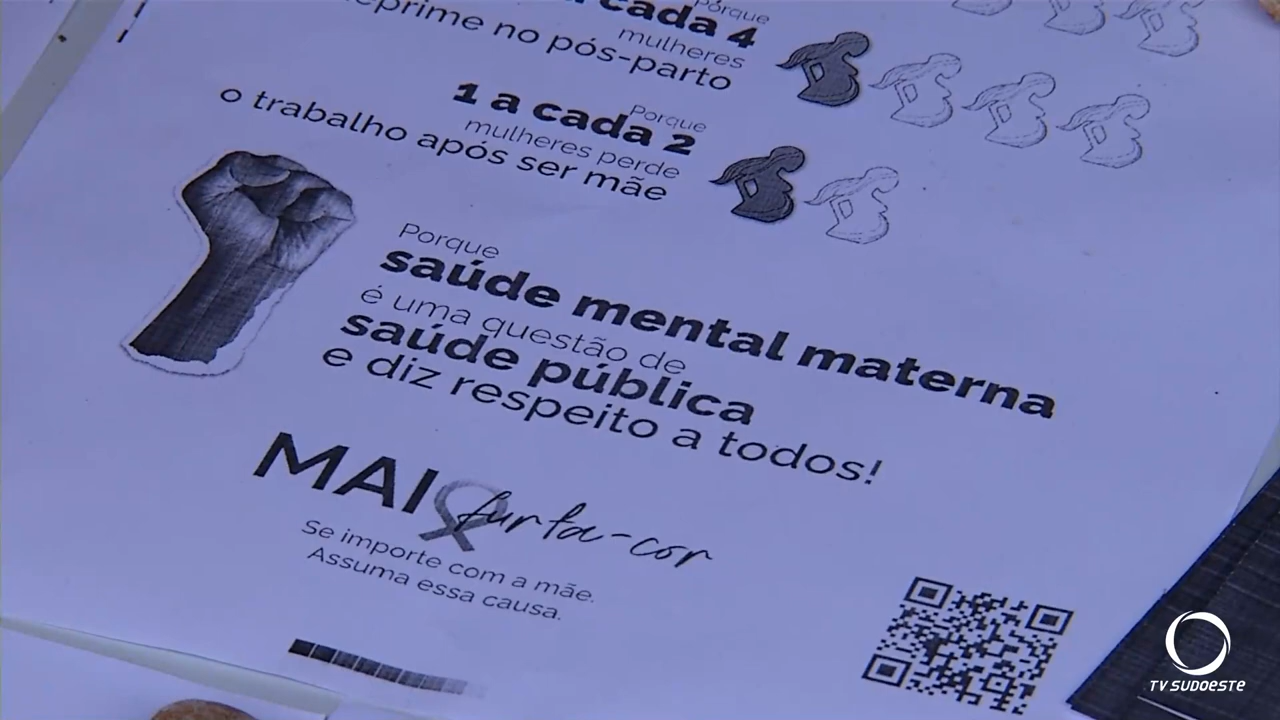 Porque
a cada 4
mulheres
deprime no pós-parto
Porque
1 a cada 2
mulheres perde
o trabalho após ser mãe
Porque
saúde mental materna
é uma questão de
saúde pública
e diz respeito a todos!
MAIO furta-cor
Se importe com a mãe.
Assuma essa causa.
TV SUDOESTE